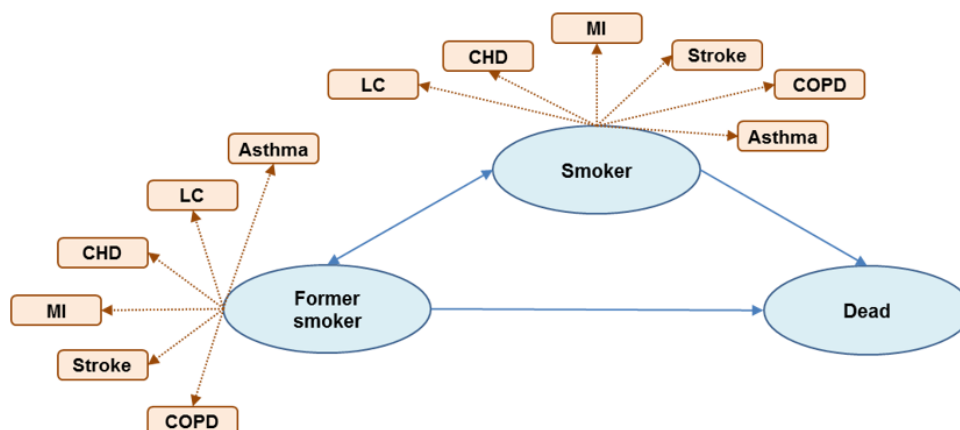 MI
CHD
Stroke
LC
COPD
Asthma
Smoker
Asthma
LC
CHD
MI
Stroke
COPD
Former
smoker
Dead